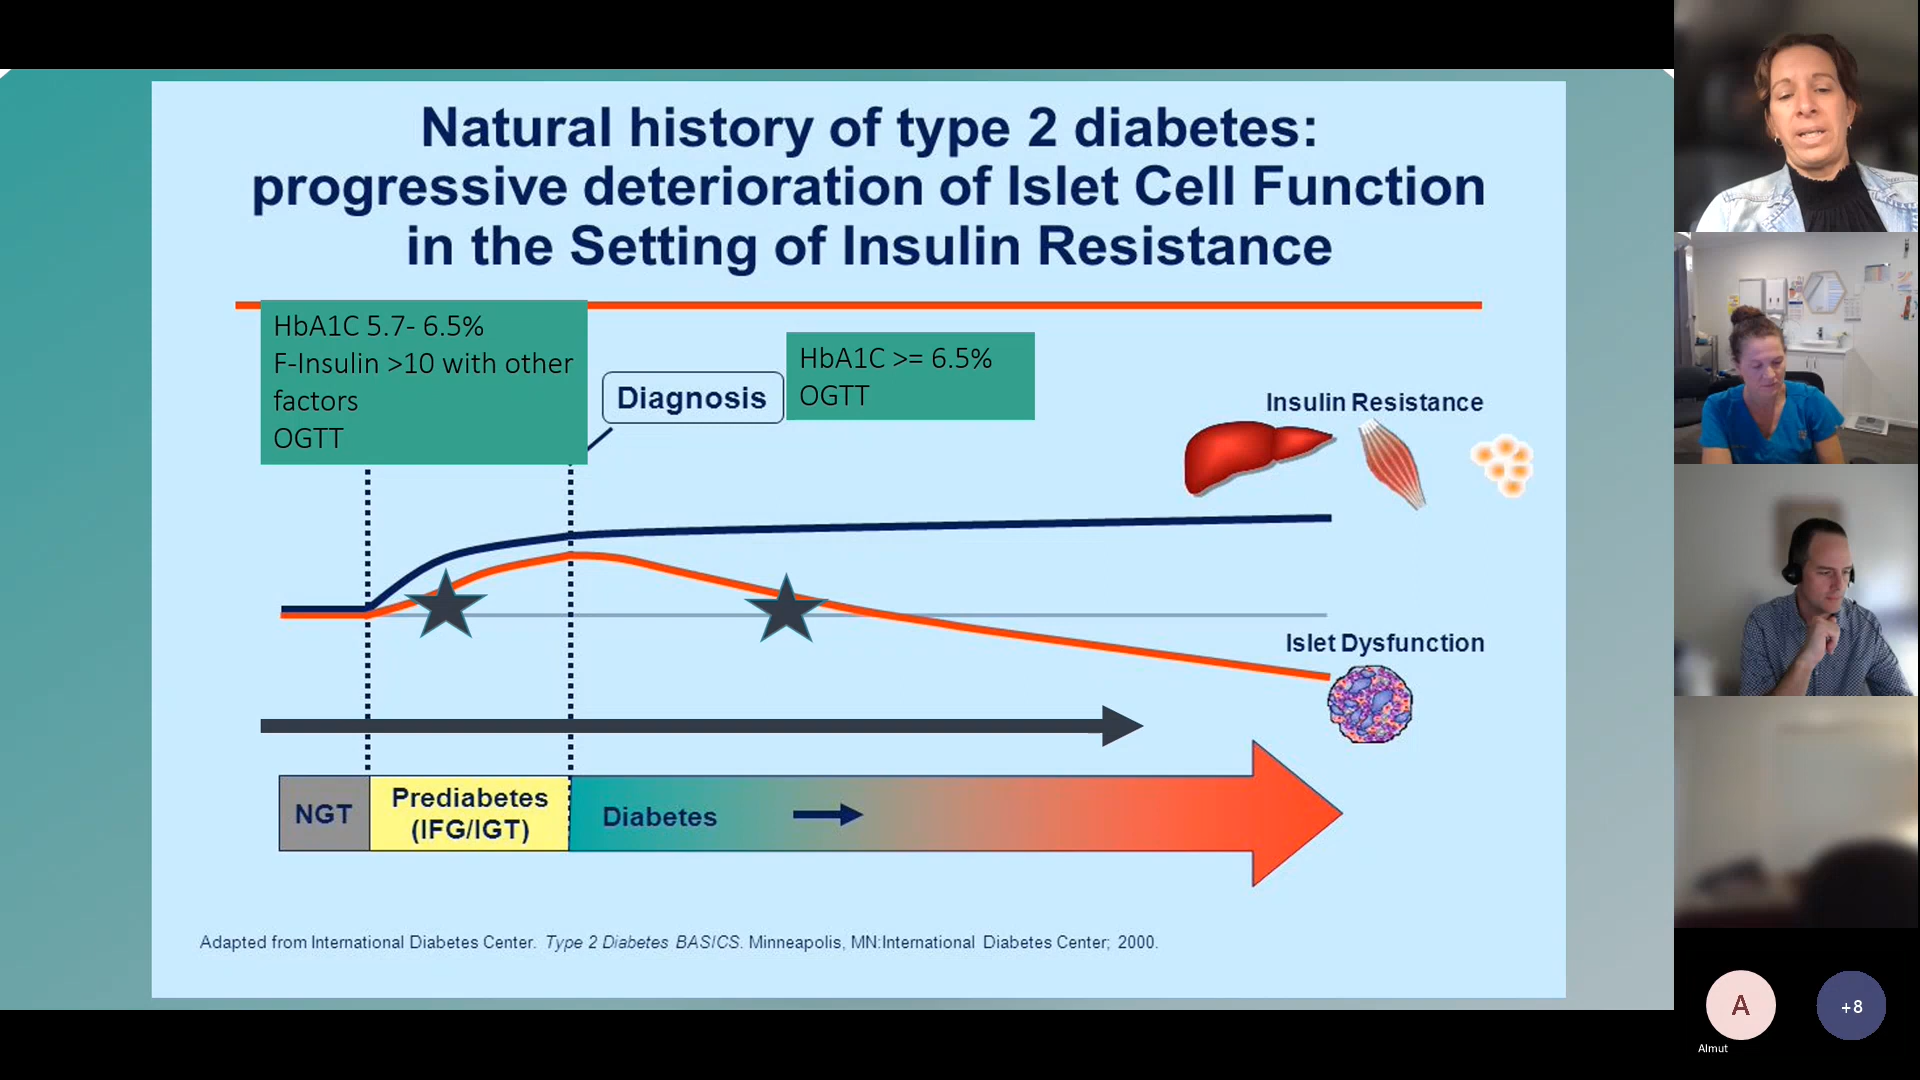 Natural history of type 2 diabetes:
progressive deterioration of Islet Cell Function
in the Setting of Insulin Resistance
HbA1C 5.7- 6.5%
F-Insulin >10 with other
factors
OGTT
Diagnosis
HbA1C >= 6.5%
OGTT
Insulin Resistance
Islet Dysfunction
NGT
Prediabetes
(IFG/IGT)
Diabetes
Adapted from International Diabetes Center. Type 2 Diabetes BASICS. Minneapolis, MN:International Diabetes Center; 2000.
A
+8
Almut